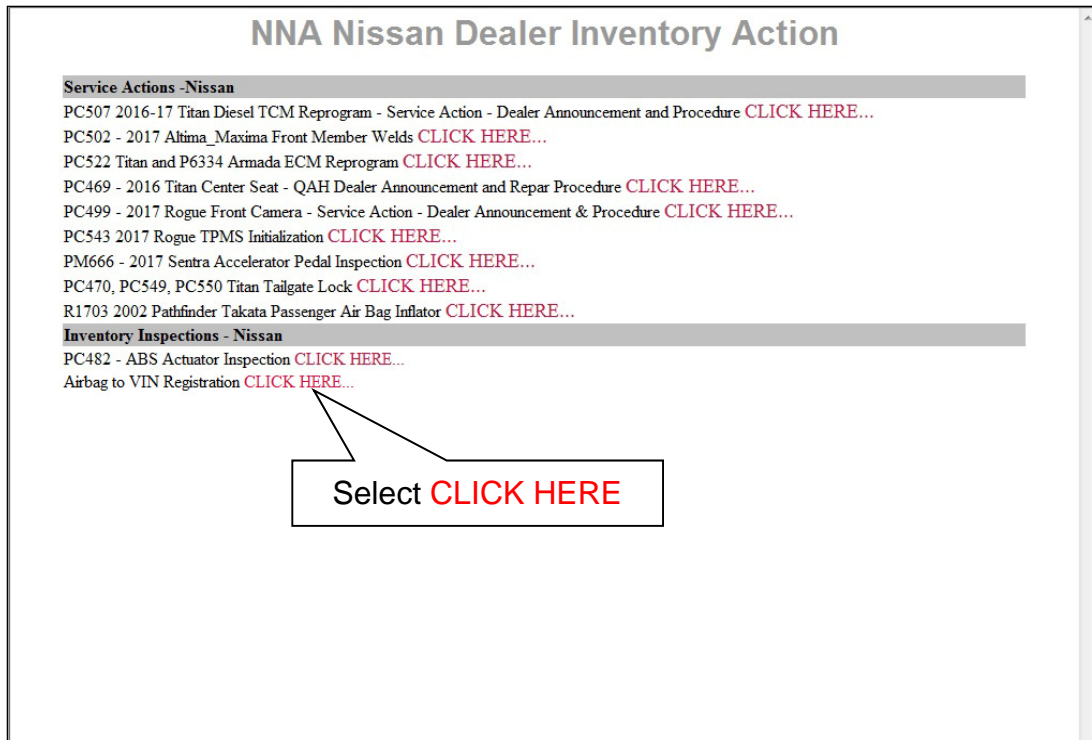 NNA Nissan Dealer Inventory Action
Service Actions -Nissan
PC507 2016-17 Titan Diesel TCM Reprogram - Service Action - Dealer Announcement and Procedure CLICK HERE...
PC502 - 2017 Altima_Maxima Front Member Welds CLICK HERE...
PC522 Titan and P6334 Armada ECM Reprogram CLICK HERE...
PC469 - 2016 Titan Center Seat - QAH Dealer Announcement and Repar Procedure CLICK HERE...
PC499 - 2017 Rogue Front Camera - Service Action - Dealer Announcement & Procedure CLICK HERE...
PC543 2017 Rogue TPMS Initialization CLICK HERE...
PM666 - 2017 Sentra Accelerator Pedal Inspection CLICK HERE...
PC470, PC549, PC550 Titan Tailgate Lock CLICK HERE...
R1703 2002 Pathfinder Takata Passenger Air Bag Inflator CLICK HERE...
Inventory Inspections - Nissan
PC482 - ABS Actuator Inspection CLICK HERE...
Airbag to VIN Registration CLICK HERE...
Select CLICK HERE